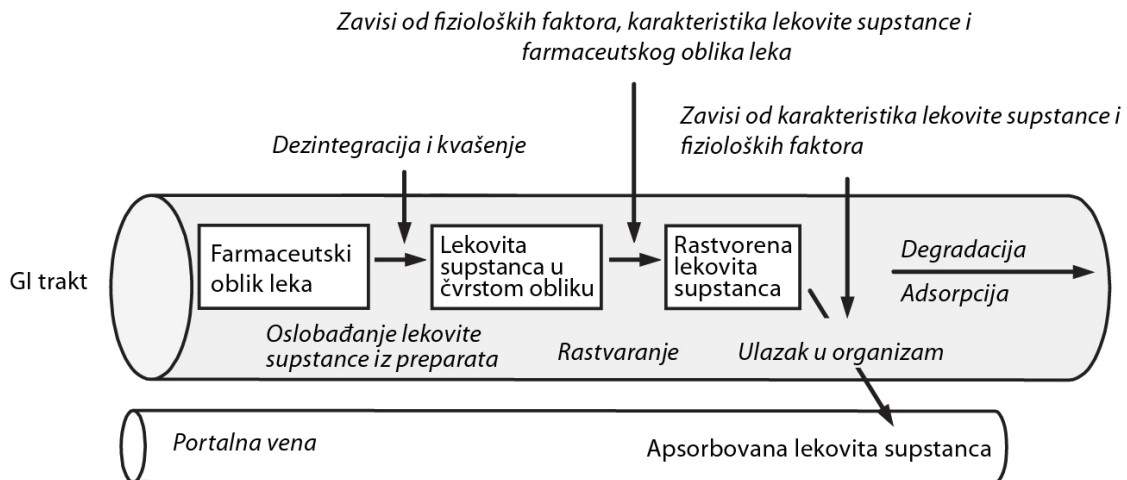 Zavisi od fizioloških faktora, karakteristika lekovite supstance i
farmaceutskog oblika leka
Zavisi od karakteristika lekovite supstance i
fizioloških faktora
Dezintegracija i kvašenje
GI trakt
Farmaceutski
oblik leka
Lekovita
supstanca u
čvrstom obliku
Rastvorena
lekovita
supstanca
Degradacija
Adsorpcija
Oslobađanje lekovite
supstance iz preparata
Rastvaranje
Ulazak u organizam
Portalna vena
Apsorbovana lekovita supstanca